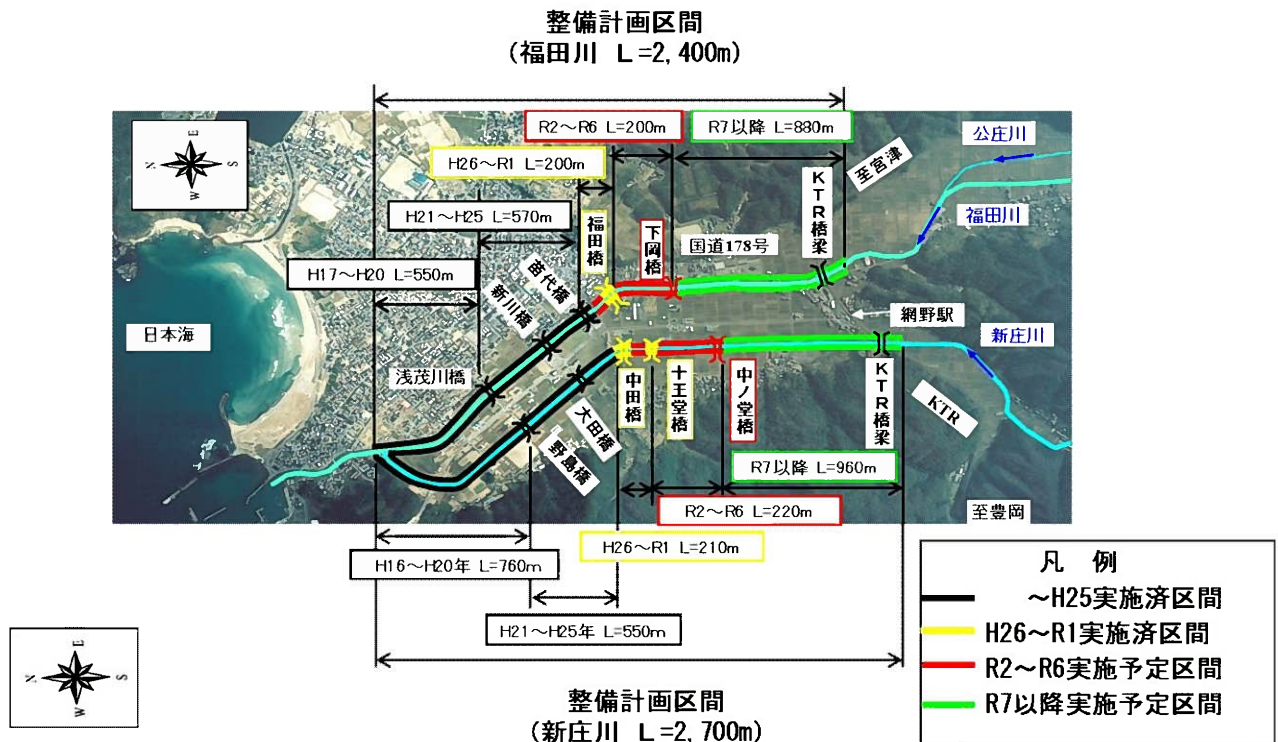 整備計画区間
(福田川 L=2,400m)
R2～R6 L=200m
R7以降 L=880m
H26～R1 L=200m
H21～H25 L=570m
H17～H20 L=550m
E
N
S
W
公庄川
至宮津
KTR橋梁
福田川
福田橋
下岡橋
国道178号
苗代橋
新川橋
浅茂川橋
日本海
網野駅
新庄川
中田橋
十王堂橋
中ノ堂橋
KTR橋梁
KTR
大田橋
野島橋
R7以降 L=960m
R2～R6 L=220m
至豊岡
H26～R1 L=210m
H16～H20年 L=760m
H21～H25年 L=550m
整備計画区間
(新庄川 L=2,700m)
E
N
S
W
凡 例
～H25実施済区間
H26～R1実施済区間
R2～R6実施予定区間
R7以降実施予定区間